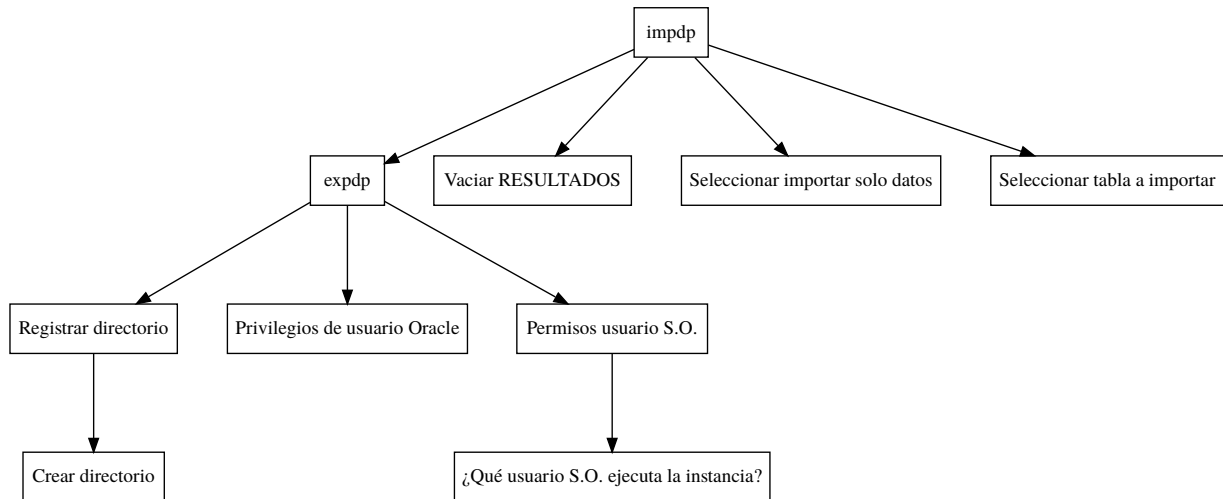 impdp
expdp
Vaciar RESULTADOS
Seleccionar importar solo datos
Seleccionar tabla a importar
Registrar directorio
Privilegios de usuario Oracle
Permisos usuario S.O.
Crear directorio
¿Qué usuario S.O. ejecuta la instancia?